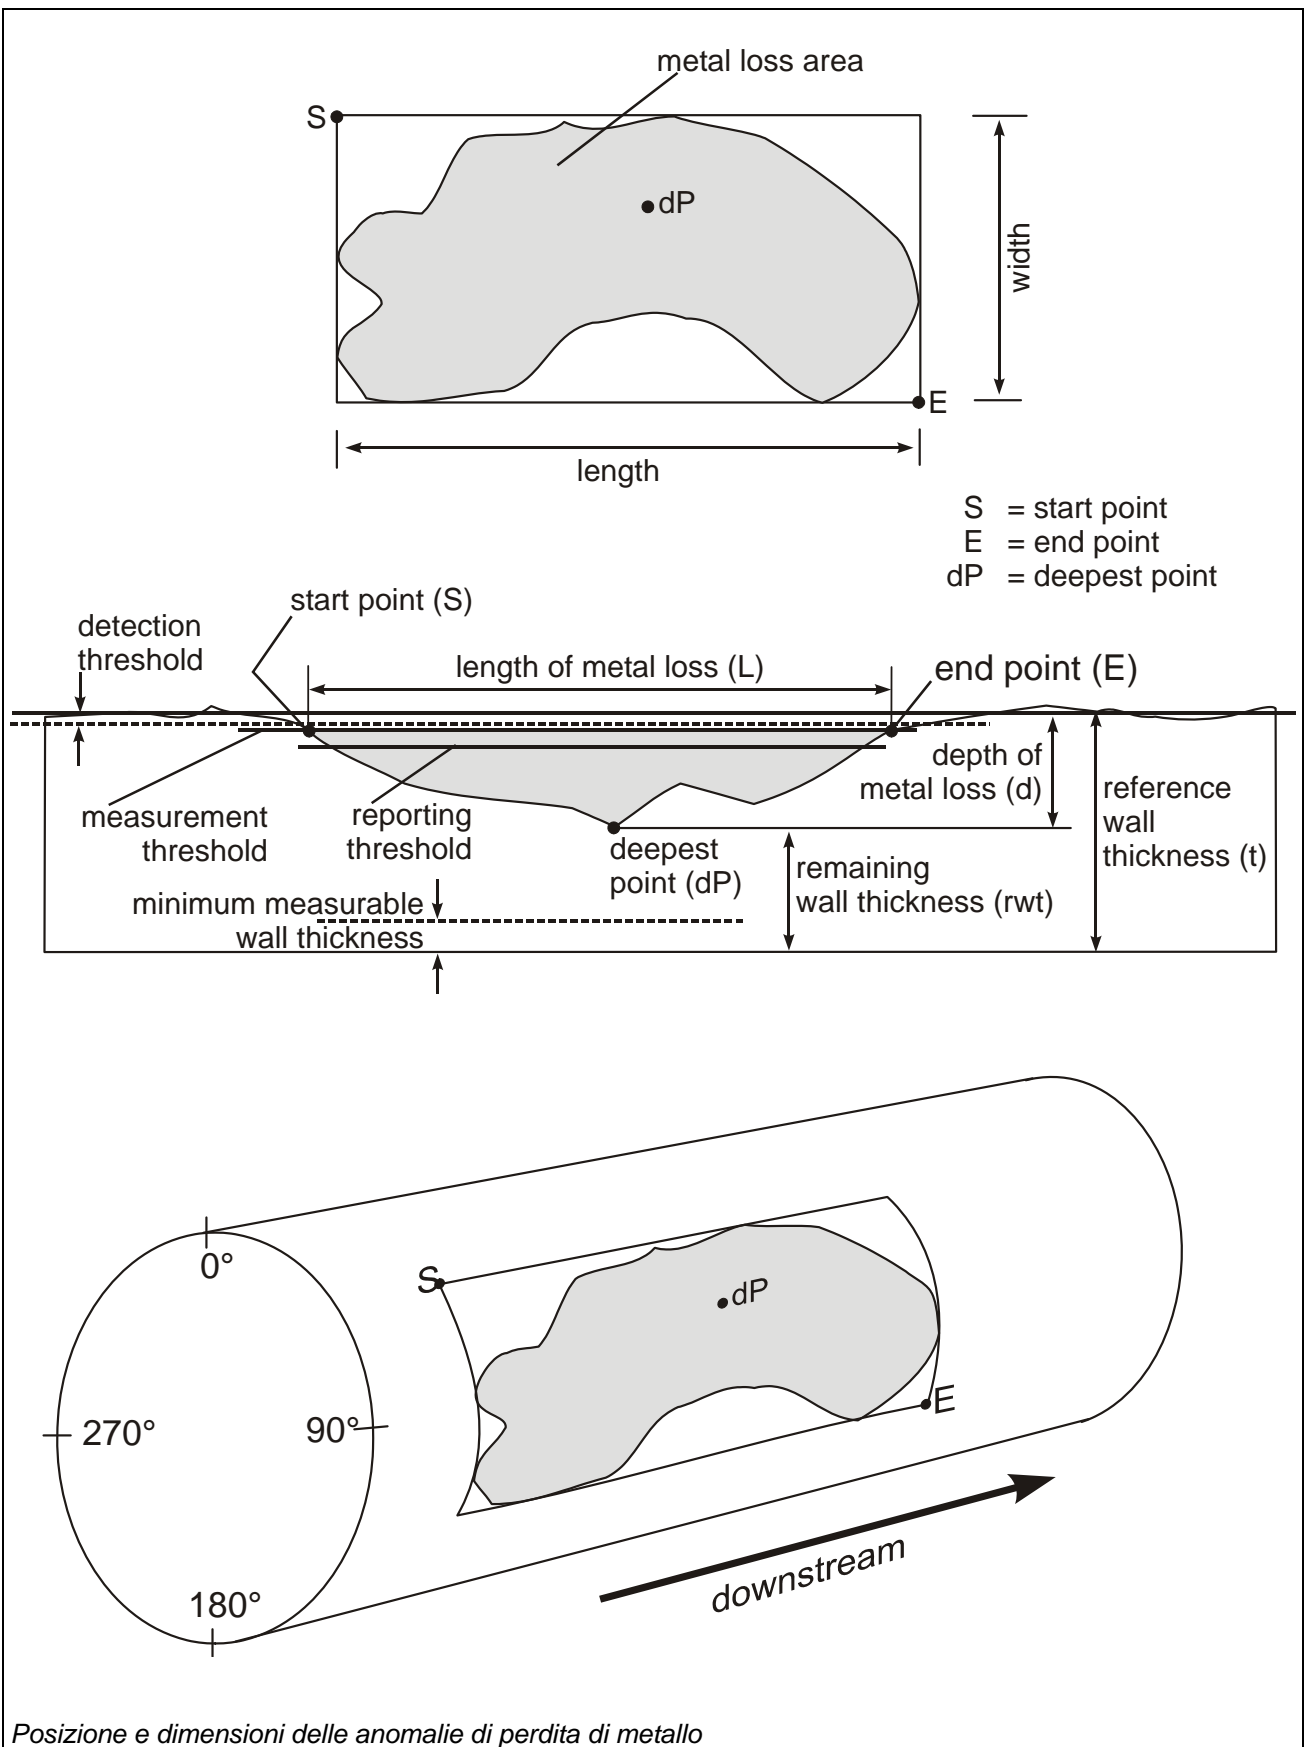 metal loss area
S
dP
width
E
length
S = start point
E = end point
dP = deepest point
start point (S)
detection
threshold
length of metal loss (L)
end point (E)
depth of
metal loss (d)
reference
wall
thickness (t)
measurement
threshold
reporting
threshold
deepest
point (dP)
remaining
wall thickness (rwt)
minimum measurable
wall thickness
0°
S
dP
270°
90°
E
180°
downstream
Posizione e dimensioni delle anomalie di perdita di metallo